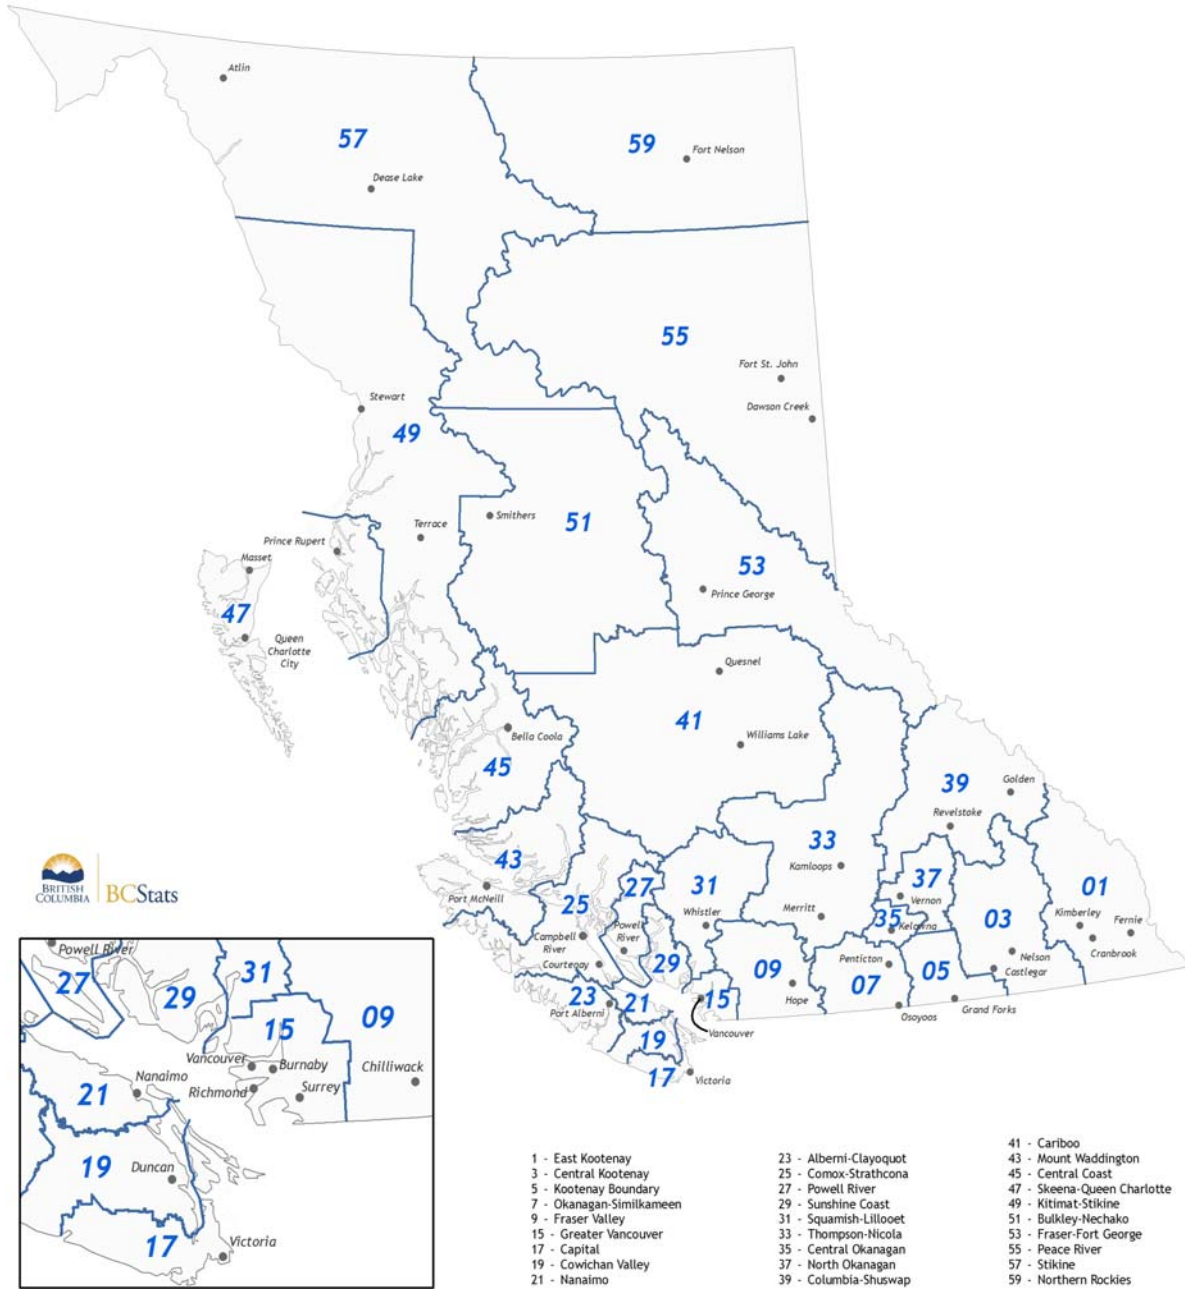 Atlin
57
59
Fort Nelson
Dease Lake
55
Fort St. John
Stewart
Dawson Creek
49
Smithers
51
Terrace
Prince Rupert
Masset
53
Prince George
47
Queen
Charlotte
City
Quesnel
41
Bella Coola
Williams Lake
45
39
Golden
Revelstoke
33
43
Kamloops
BRITISH
COLUMBIA
BCStats
Port McNeill
27
31
37
01
Vernon
25
Merritt
Whistler
35
03
Kimberley
Fernie
Campbell
River
Powell
River
Kelowna
Cranbrook
Courtenay
29
Penticton
Nelson
09
07
05
Castlegar
23
21
15
Hope
Port Alberni
Osoyoos
Grand Forks
19
Vancouver
17
Victoria
Powell River
27
31
29
09
15
Vancouver
Burnaby
Chilliwack
Nanaimo
21
Richmond
Surrey
19
Duncan
17
Victoria
1 - East Kootenay
3 - Central Kootenay
5 - Kootenay Boundary
7 - Okanagan-Similkameen
9 - Fraser Valley
15 - Greater Vancouver
17 - Capital
19 - Cowichan Valley
21 - Nanaimo
23 - Alberni-Clayoquot
25 - Comox-Strathcona
27 - Powell River
29 - Sunshine Coast
31 - Squamish-Lillooet
33 - Thompson-Nicola
35 - Central Okanagan
37 - North Okanagan
39 - Columbia-Shuswap
41 - Cariboo
43 - Mount Waddington
45 - Central Coast
47 - Skeena-Queen Charlotte
49 - Kitimat-Stikine
51 - Bulkley-Nechako
53 - Fraser-Fort George
55 - Peace River
57 - Stikine
59 - Northern Rockies